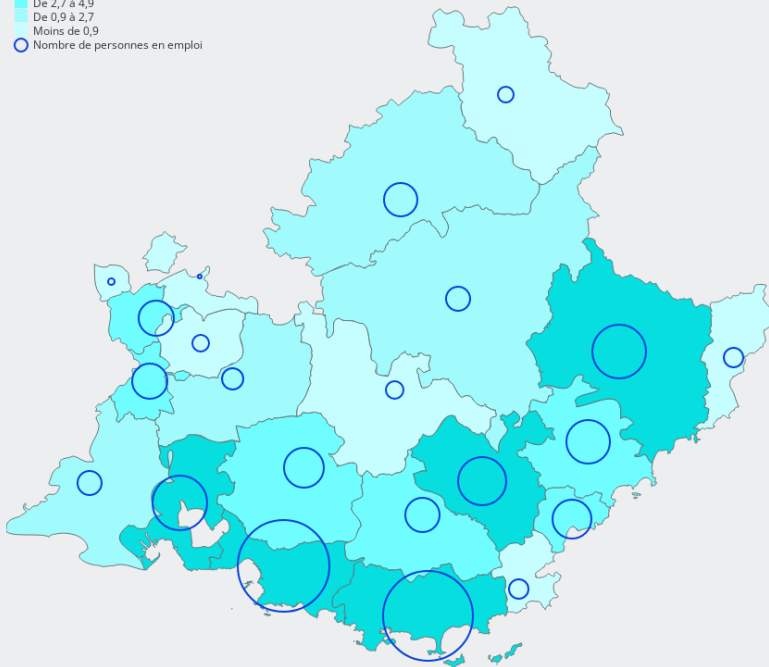 De 2,7 à 4,9
De 0,9 à 2,7
Moins de 0,9
Nombre de personnes en emploi